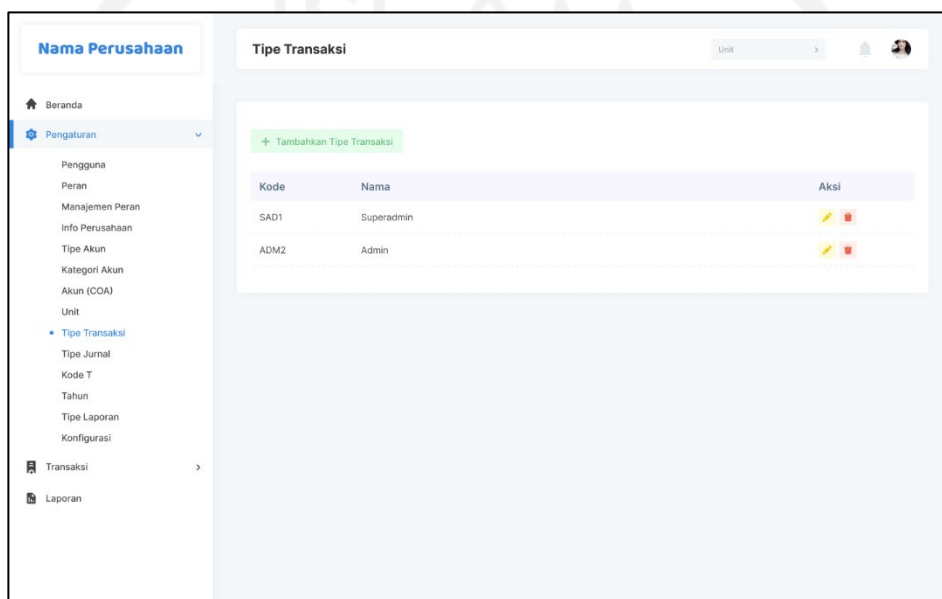 Nama Perusahaan
Tipe Transaksi
Unit
Beranda
Pengaturan
Pengguna
Peran
Manajemen Peran
Info Perusahaan
Tipe Akun
Kategori Akun
Akun (COA)
Unit
Tipe Transaksi
Tipe Jurnal
Kode T
Tahun
Tipe Laporan
Konfigurasi
Transaksi
Laporan
+ Tambahkan Tipe Transaksi
Kode Nama Aksi
SAD1 Superadmin
ADM2 Admin